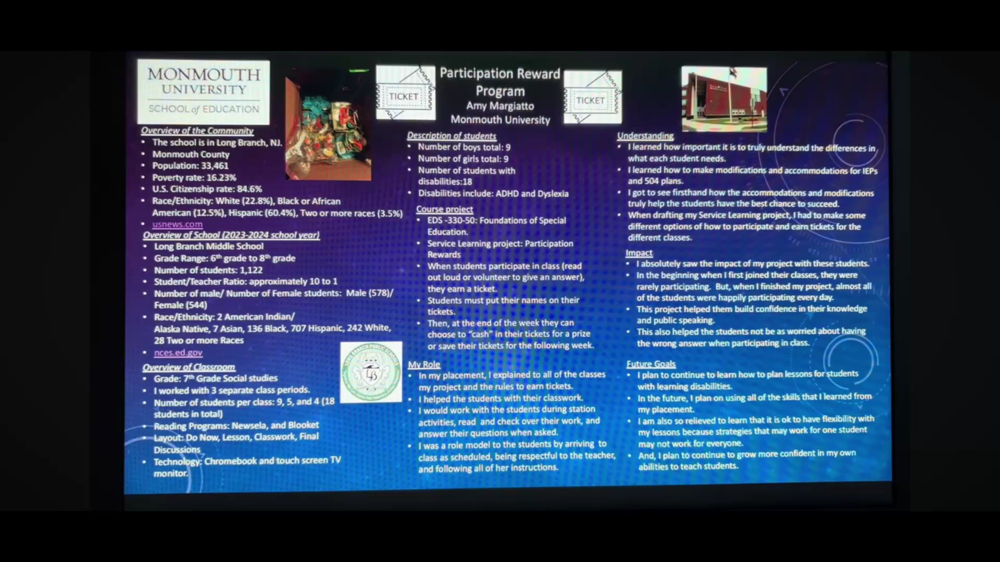 MONMOUTH
UNIVERSITY
SCHOOL of EDUCATION
TICKET
Participation Reward
Program
Amy Margiatto
Monmouth University
TICKET
Overview of the Community
• The school is in Long Branch, NJ.
• Monmouth County
• Population: 33,461
• Poverty rate: 16.23%
• U.S. Citizenship rate: 84.6%
• Race/Ethnicity: White (22.8%), Black or African
American (12.5%), Hispanic (60.4%), Two or more races (3.5%)
• usnews.com
Overview of School (2023-2024 school year)
• Long Branch Middle School
• Grade Range: 6th grade to 8th grade
• Number of students: 1,122
• Student/Teacher Ratio: approximately 10 to 1
• Number of male/ Number of Female students: Male (578)/
Female (544)
• Race/Ethnicity: 2 American Indian/
Alaska Native, 7 Asian, 136 Black, 707 Hispanic, 242 White,
28 Two or more Races
• nces.ed.gov
Overview of Classroom
• Grade: 7th Grade Social studies
• I worked with 3 separate class periods.
• Number of students per class: 9, 5, and 4 (18
students in total)
• Reading Programs: Newsela, and Blooket
• Layout: Do Now, Lesson, Classwork, Final
Discussions
• Technology: Chromebook and touch screen TV
monitor.
LONG BRANCH PUBLIC SCHOOLS
LB
Description of students
• Number of boys total: 9
• Number of girls total: 9
• Number of students with
disabilities:18
• Disabilities include: ADHD and Dyslexia
Course project
• EDS -330-50: Foundations of Special
Education.
• Service Learning project: Participation
Rewards
• When students participate in class (read
out loud or volunteer to give an answer),
they earn a ticket.
• Students must put their names on their
tickets.
• Then, at the end of the week they can
choose to “cash” in their tickets for a prize
or save their tickets for the following week.
My Role
• In my placement, I explained to all of the classes
my project and the rules to earn tickets.
• I helped the students with their classwork.
• I would work with the students during station
activities, read and check over their work, and
answer their questions when asked.
• I was a role model to the students by arriving to
class as scheduled, being respectful to the teacher,
and following all of her instructions.
Understanding
• I learned how important it is to truly understand the differences in
what each student needs.
• I learned how to make modifications and accommodations for IEPs
and 504 plans.
• I got to see firsthand how the accommodations and modifications
truly help the students have the best chance to succeed.
• When drafting my Service Learning project, I had to make some
different options of how to participate and earn tickets for the
different classes.
Impact
• I absolutely saw the impact of my project with these students.
• In the beginning when I first joined their classes, they were
rarely participating. But, when I finished my project, almost all
of the students were happily participating every day.
• This project helped them build confidence in their knowledge
and public speaking.
• This also helped the students not be as worried about having
the wrong answer when participating in class.
Future Goals
• I plan to continue to learn how to plan lessons for students
with learning disabilities.
• In the future, I plan on using all of the skills that I learned from
my placement.
• I am also so relieved to learn that it is ok to have flexibility with
my lessons because strategies that may work for one student
may not work for everyone.
• And, I plan to continue to grow more confident in my own
abilities to teach students.